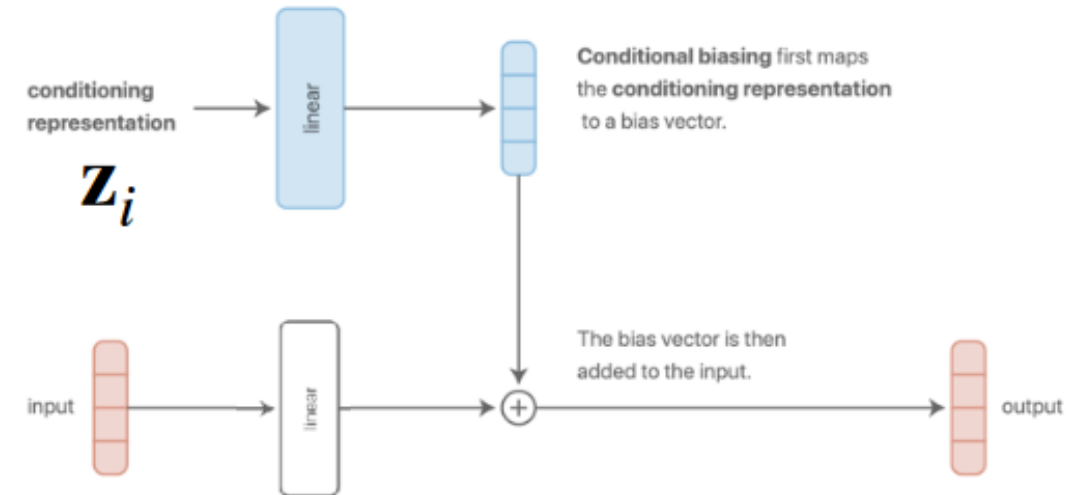 conditioning
representation
z_i
linear
Conditional biasing first maps
the conditioning representation
to a bias vector.
input
linear
+
The bias vector is then
added to the input.
output